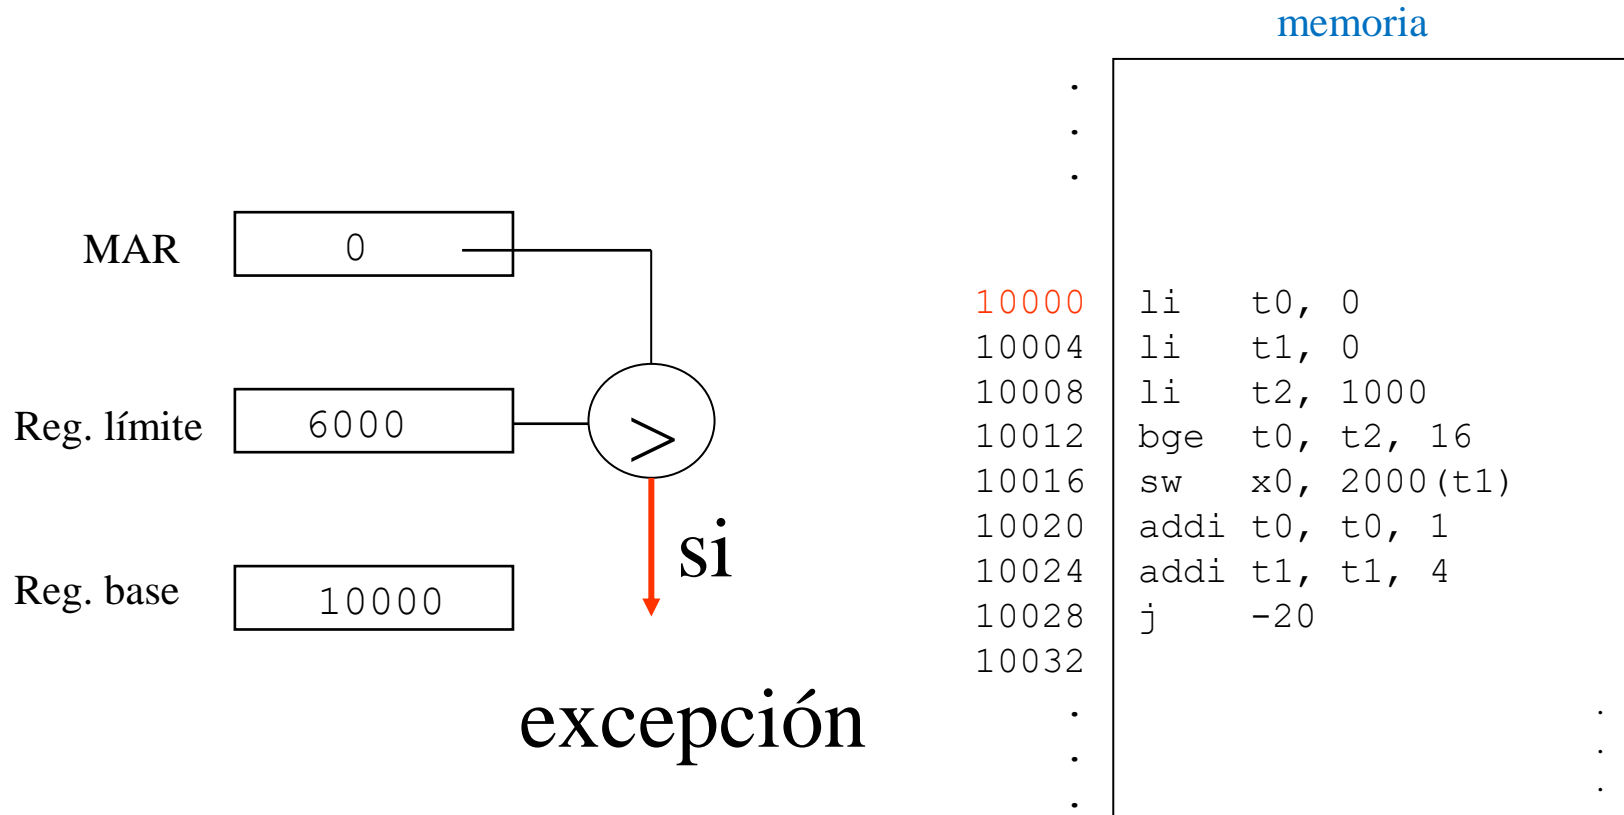 memoria
.
.
.
MAR
0
Reg. límite
6000
>
si
Reg. base
10000
excepción
10000 li t0, 0
10004 li t1, 0
10008 li t2, 1000
10012 bge t0, t2, 16
10016 sw x0, 2000(t1)
10020 addi t0, t0, 1
10024 addi t1, t1, 4
10028 j -20
10032
. .
. .
. .